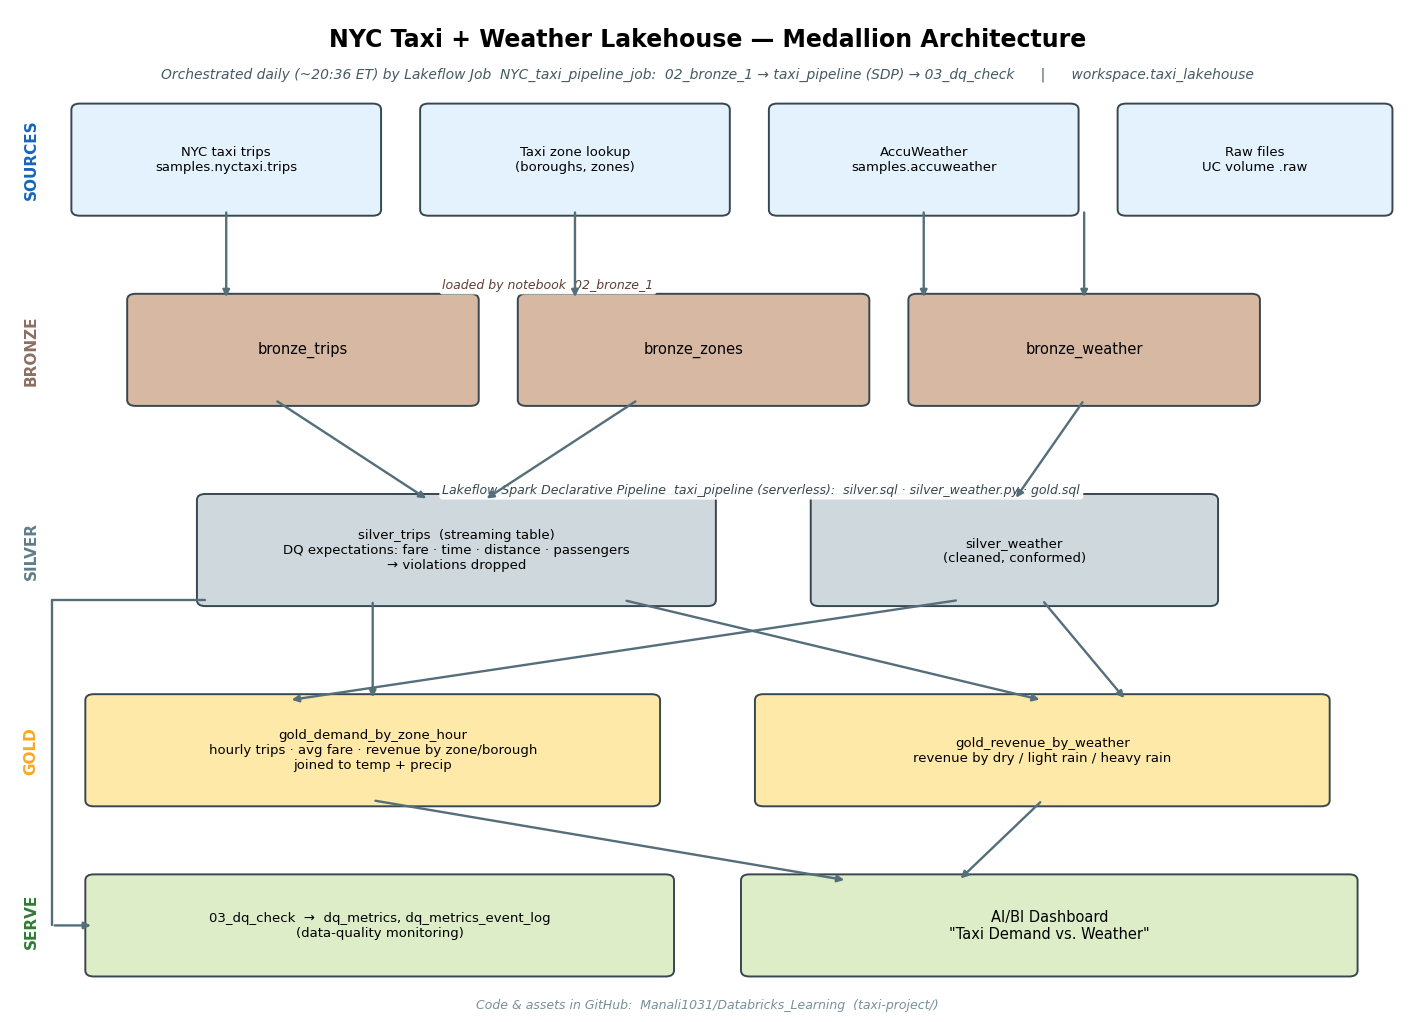 NYC Taxi + Weather Lakehouse — Medallion Architecture
Orchestrated daily (~20:36 ET) by Lakeflow Job  NYC_taxi_pipeline_job:  02_bronze_1 → taxi_pipeline (SDP) → 03_dq_check      |      workspace.taxi_lakehouse
SOURCES
NYC taxi trips
samples.nyctaxi.trips
Taxi zone lookup
(boroughs, zones)
AccuWeather
samples.accuweather
Raw files
UC volume .raw
loaded by notebook  02_bronze_1
BRONZE
bronze_trips
bronze_zones
bronze_weather
Lakeflow Spark Declarative Pipeline  taxi_pipeline (serverless):  silver.sql · silver_weather.py · gold.sql
SILVER
silver_trips  (streaming table)
DQ expectations: fare · time · distance · passengers
→ violations dropped
silver_weather
(cleaned, conformed)
GOLD
gold_demand_by_zone_hour
hourly trips · avg fare · revenue by zone/borough
joined to temp + precip
gold_revenue_by_weather
revenue by dry / light rain / heavy rain
SERVE
03_dq_check  →  dq_metrics, dq_metrics_event_log
(data-quality monitoring)
AI/BI Dashboard
"Taxi Demand vs. Weather"
Code & assets in GitHub:  Manali1031/Databricks_Learning  (taxi-project/)